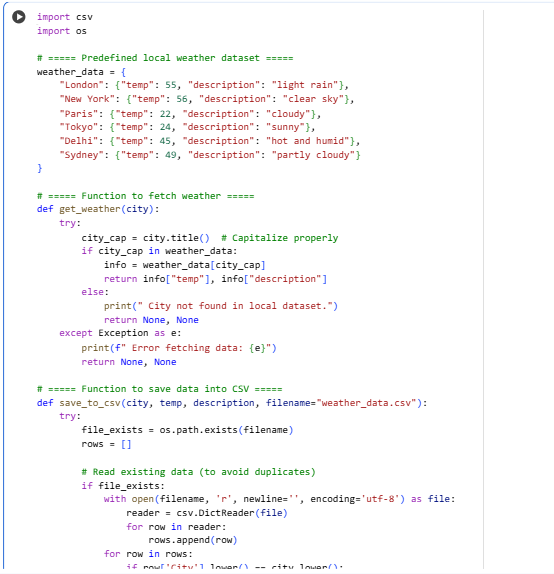 import csv
import os

# ===== Predefined local weather dataset =====
weather_data = {
    "London": {"temp": 55, "description": "light rain"},
    "New York": {"temp": 56, "description": "clear sky"},
    "Paris": {"temp": 22, "description": "cloudy"},
    "Tokyo": {"temp": 24, "description": "sunny"},
    "Delhi": {"temp": 45, "description": "hot and humid"},
    "Sydney": {"temp": 49, "description": "partly cloudy"}
}

# ===== Function to fetch weather =====
def get_weather(city):
    try:
        city_cap = city.title()  # Capitalize properly
        if city_cap in weather_data:
            info = weather_data[city_cap]
            return info["temp"], info["description"]
        else:
            print(" City not found in local dataset.")
            return None, None
    except Exception as e:
        print(f" Error fetching data: {e}")
        return None, None

# ===== Function to save data into CSV =====
def save_to_csv(city, temp, description, filename="weather_data.csv"):
    try:
        file_exists = os.path.exists(filename)
        rows = []

        # Read existing data (to avoid duplicates)
        if file_exists:
            with open(filename, 'r', newline='', encoding='utf-8') as file:
                reader = csv.DictReader(file)
                for row in reader:
                    rows.append(row)
            for row in rows:
                if row['City'].lower() == city.lower():